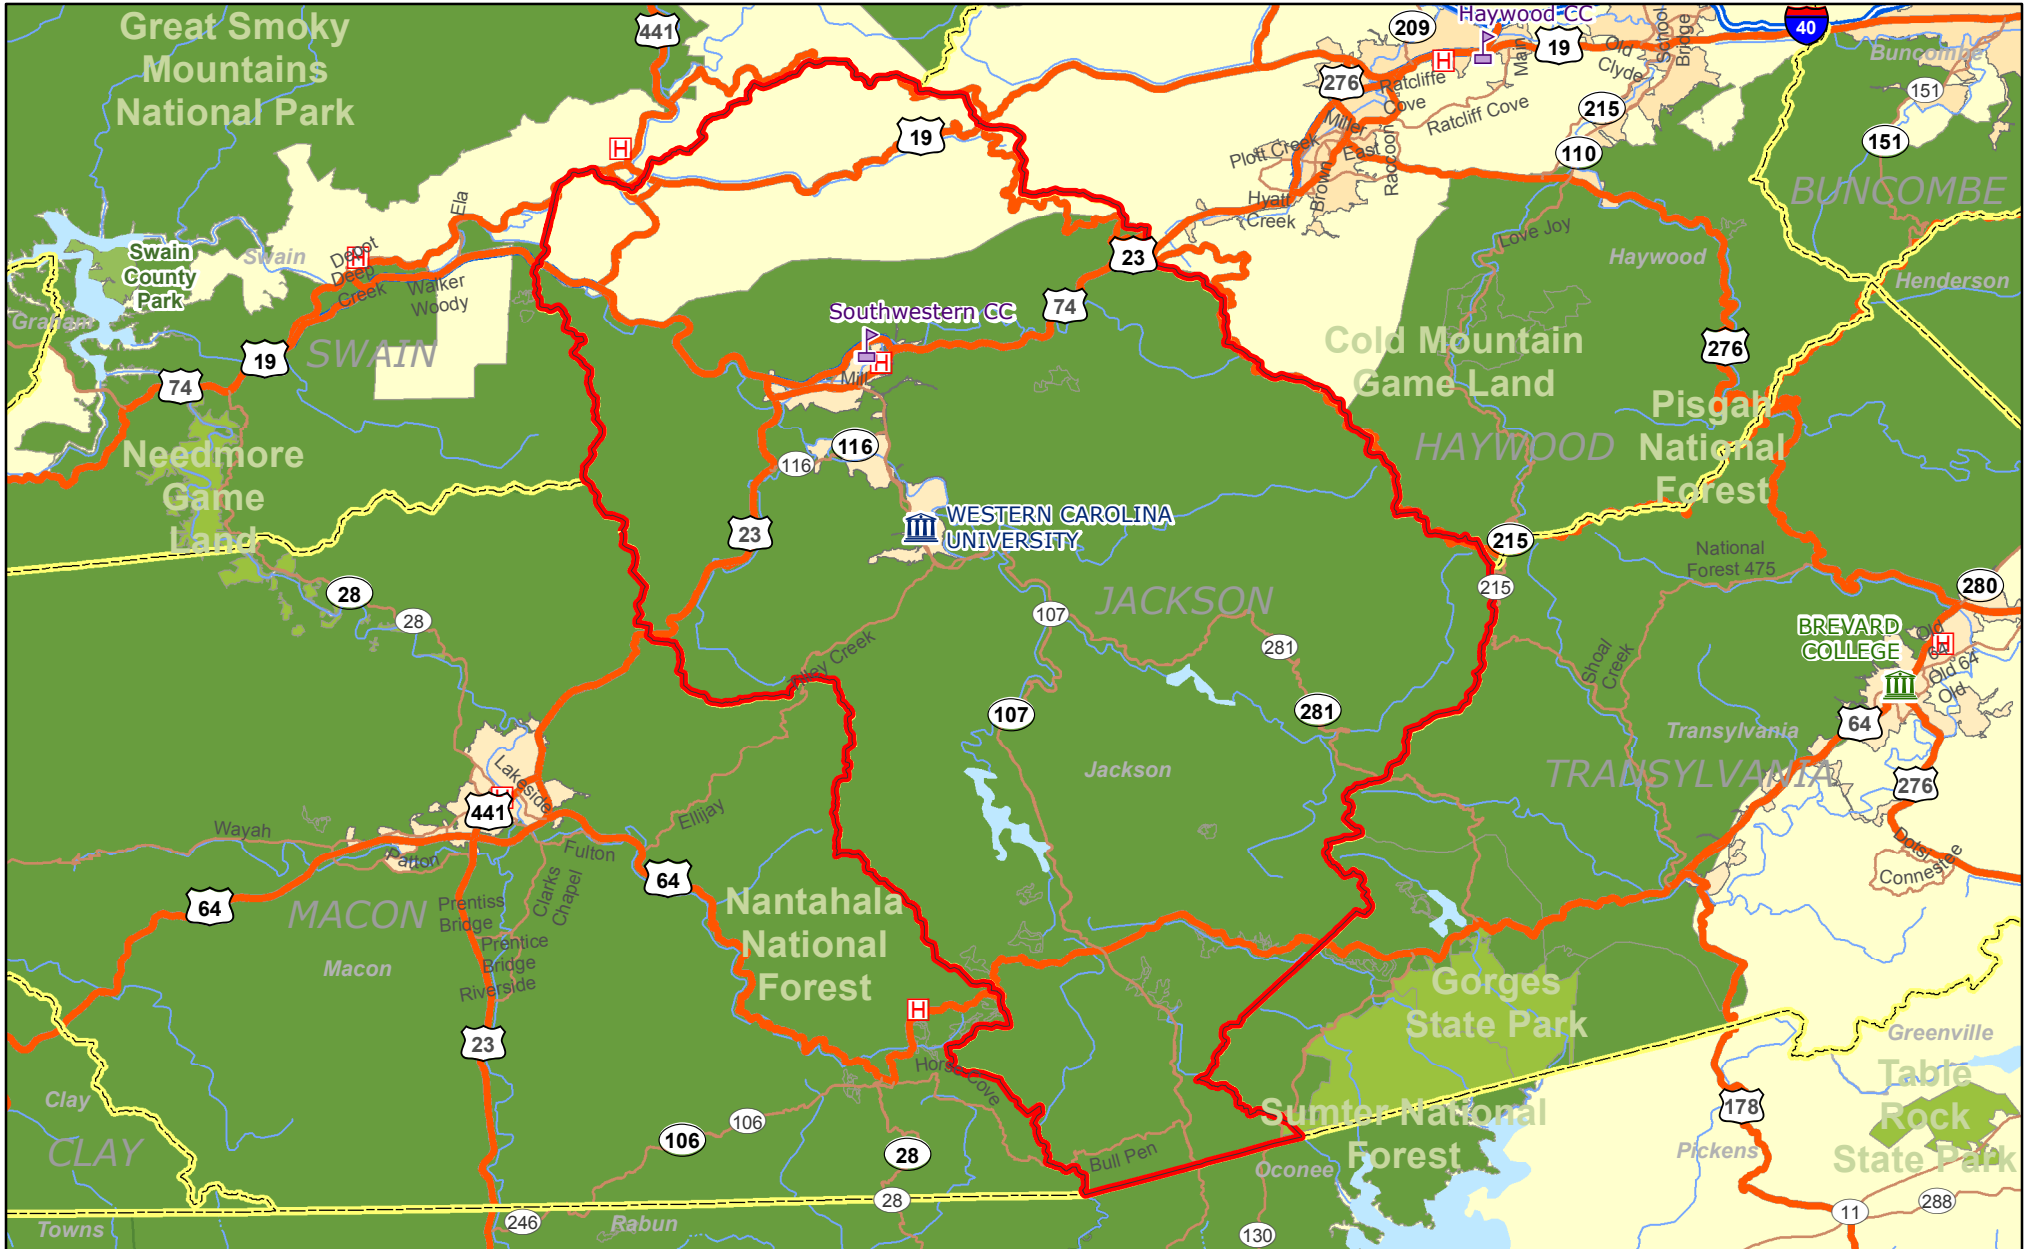 Great Smoky
Mountains
National Park
441
209
Haywood CC
19
Main
Old
Clyde
School
Bridge
40
Buncombe
151
276
Ratcliffe
Cove
Ratcliff Cove
215
151
19
Miller
East
Plott Creek
Raccoon
110
BUNCOMBE
Brown
Hyatt
Creek
Ela
Love Joy
Swain
County
Park
Swain
Depot
Deep
Creek
Walker
Woody
23
Haywood
Henderson
Graham
Southwestern CC
74
SWAIN
19
74
Mill
Cold Mountain
Game Land
276
Pisgah
National
Forest
HAYWOOD
Needmore
Game
Land
116
116
23
WESTERN CAROLINA
UNIVERSITY
215
215
National
Forest 475
280
28
28
JACKSON
107
281
BREVARD
COLLEGE
Old
64
Old 64
Old
Shoal
Creek
107
281
64
Transylvania
TRANSYLVANIA
276
Jackson
Lakeside
441
Ellijay
Wayah
Patton
Fulton
Clarks
Chapel
Dotsi
Connestee
64
64
MACON
Prentiss
Bridge
Prentice
Bridge
Riverside
Macon
Nantahala
National
Forest
Gorges
State Park
23
Horse Cove
Greenville
Table
Rock
State Park
Clay
CLAY
106
106
28
Bull Pen
Sumter National
Forest
Oconee
178
Pickens
28
246
Rabun
Towns
130
11
288